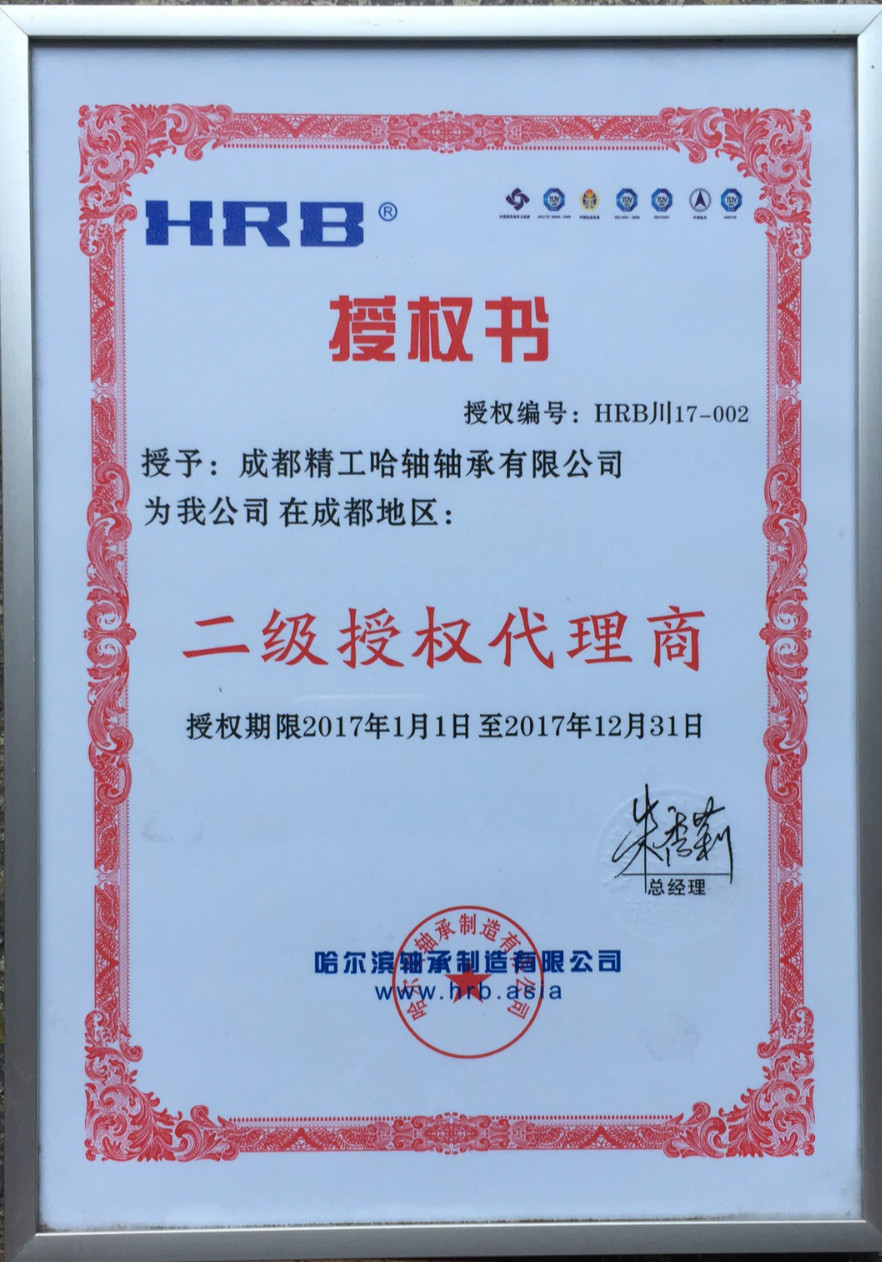 HRB®
授权书
授权编号：HRB川17-002
授予：成都精工哈轴轴承有限公司
为我公司在成都地区：
二级授权代理商
授权期限2017年1月1日至2017年12月31日
朱秀莉
总经理
哈尔滨轴承制造有限公司
www.hrb.asia